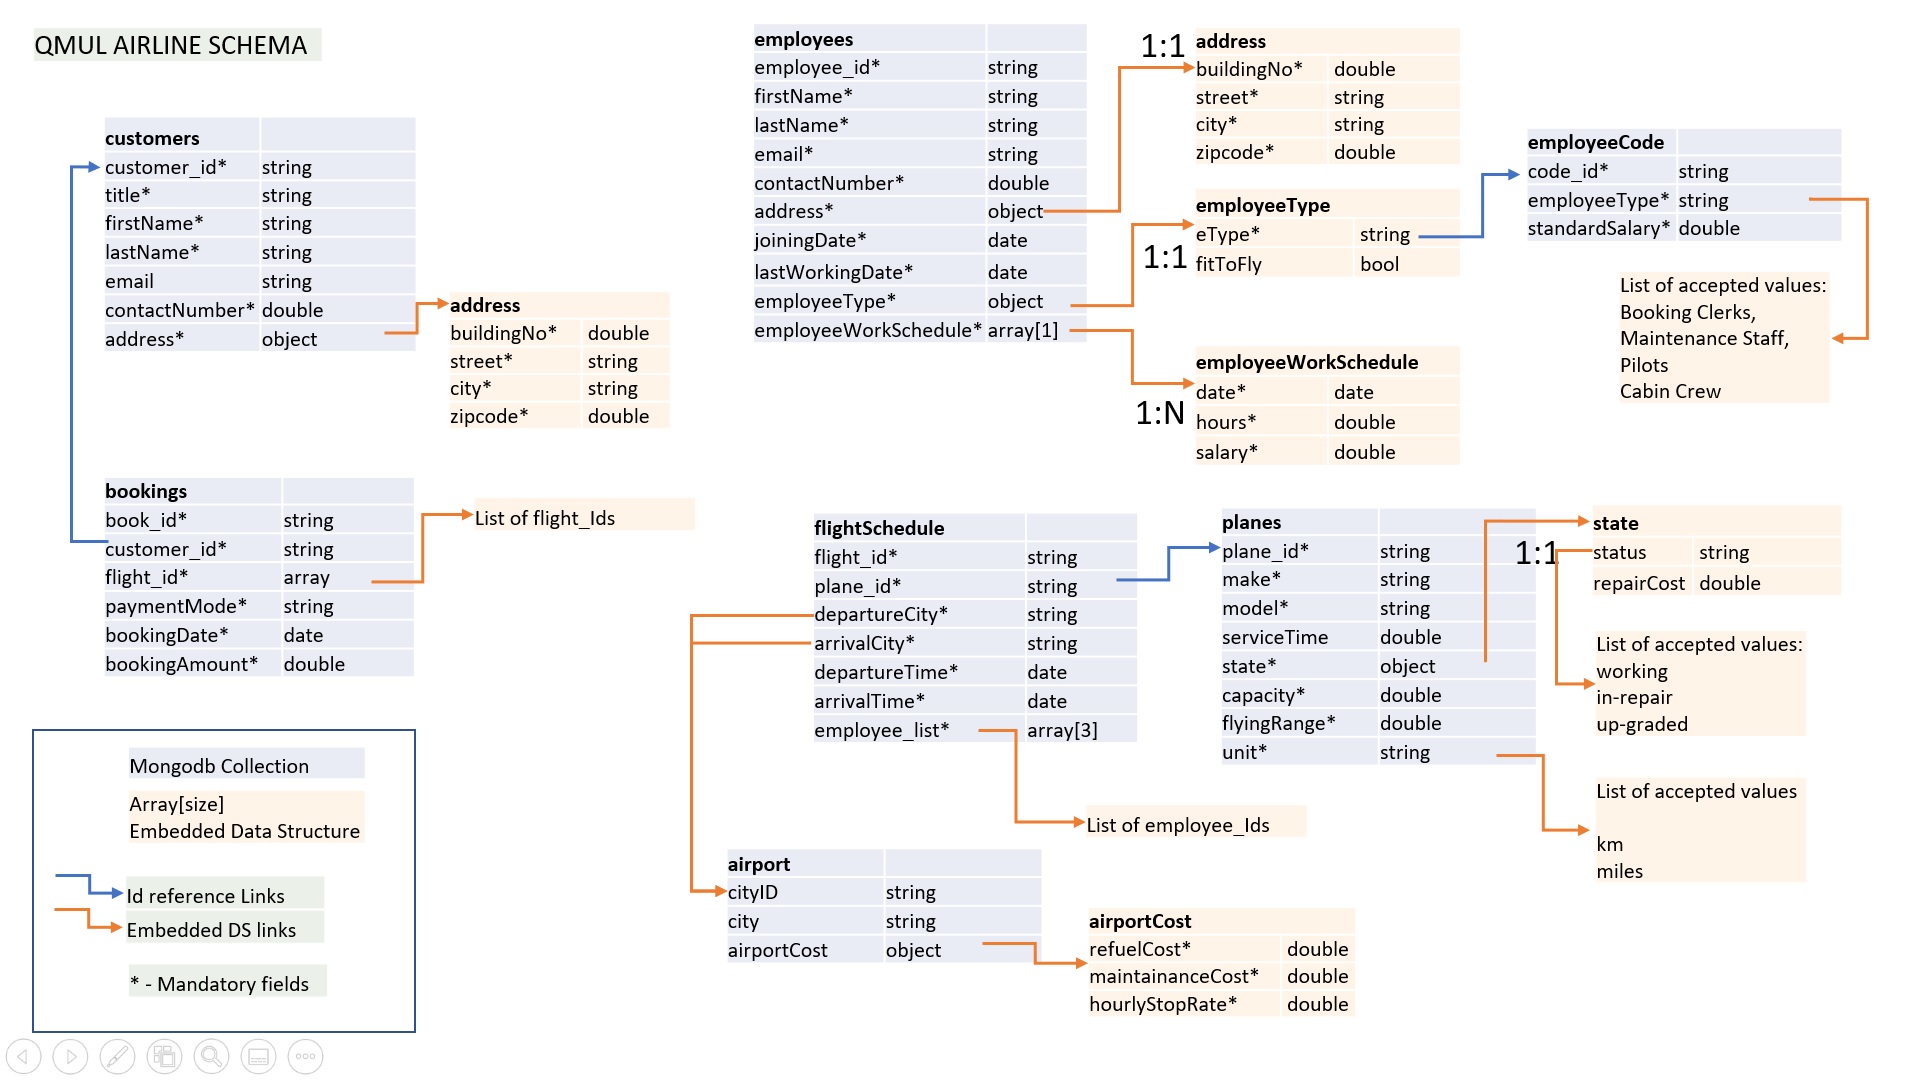 QMUL AIRLINE SCHEMA
customers
customer_id* string
title* string
firstName* string
lastName* string
email string
contactNumber* double
address* object
address
buildingNo* double
street* string
city* string
zipcode* double
bookings
book_id* string
customer_id* string
flight_id* array
paymentMode* string
bookingDate* date
bookingAmount* double
List of flight_Ids
Mongodb Collection
Array[size]
Embedded Data Structure
Id reference Links
Embedded DS links
* - Mandatory fields
employees
employee_id* string
firstName* string
lastName* string
email* string
contactNumber* double
address* object
joiningDate* date
lastWorkingDate* date
employeeType* object
employeeWorkSchedule* array[1]
1:1
address
buildingNo* double
street* string
city* string
zipcode* double
1:1
employeeType
eType* string
fitToFly bool
1:N
employeeWorkSchedule
date* date
hours* double
salary* double
employeeCode
code_id* string
employeeType* string
standardSalary* double
List of accepted values:
Booking Clerks,
Maintenance Staff,
Pilots
Cabin Crew
flightSchedule
flight_id* string
plane_id* string
departureCity* string
arrivalCity* string
departureTime* date
arrivalTime* date
employee_list* array[3]
List of employee_Ids
planes
plane_id* string
make* string
model* string
serviceTime double
state* object
capacity* double
flyingRange* double
unit* string
1:1
state
status string
repairCost double
List of accepted values:
working
in-repair
up-graded
List of accepted values
km
miles
airport
cityID string
city string
airportCost object
airportCost
refuelCost* double
maintainanceCost* double
hourlyStopRate* double